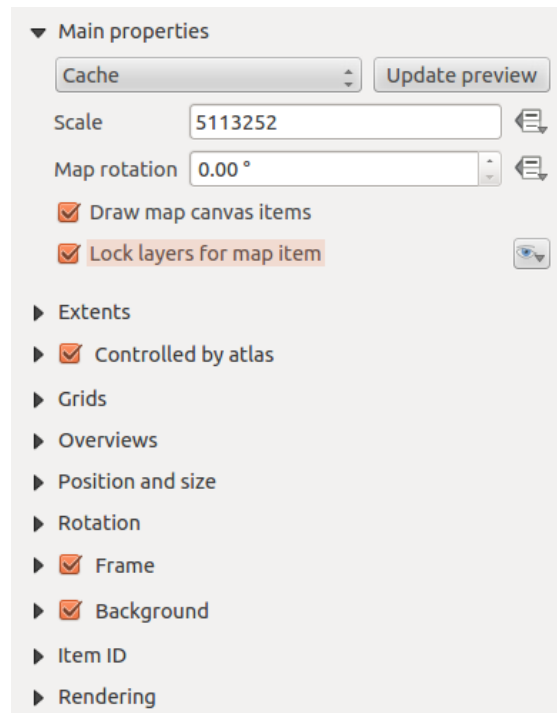 Main properties
Cache Update preview
Scale 5113252
Map rotation 0.00 °
Draw map canvas items
Lock layers for map item
Extents
Controlled by atlas
Grids
Overviews
Position and size
Rotation
Frame
Background
Item ID
Rendering